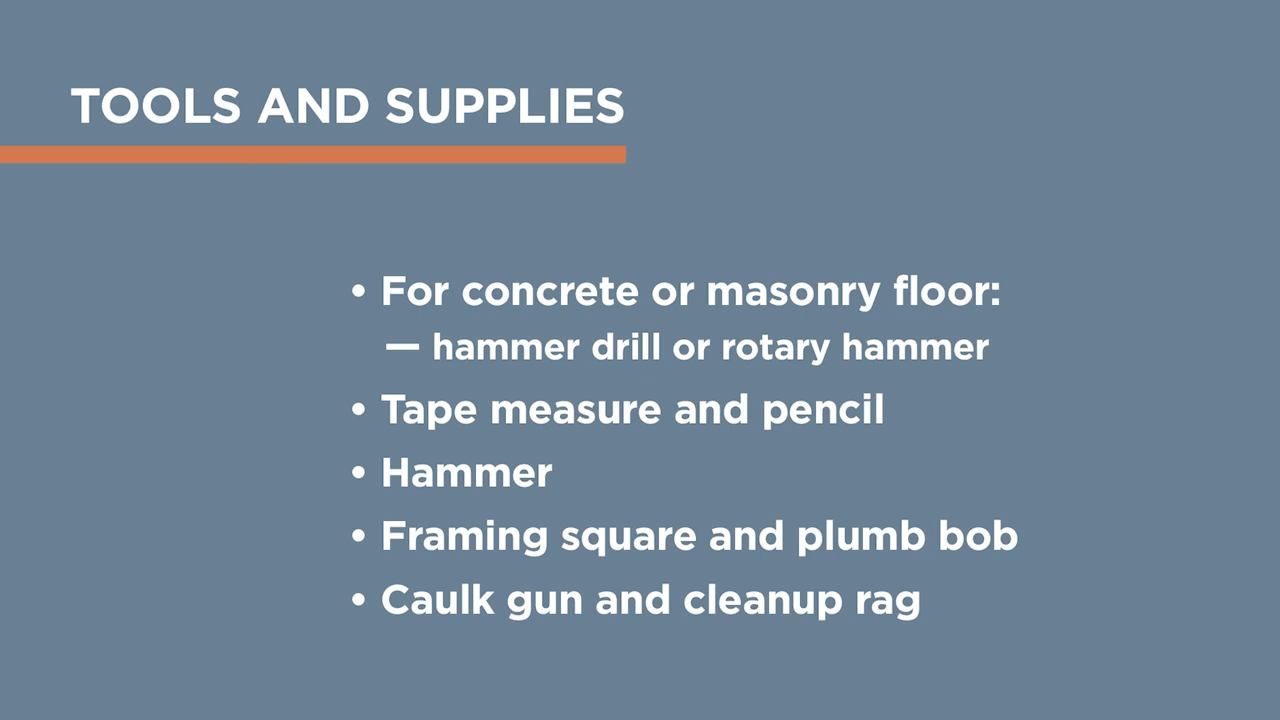 TOOLS AND SUPPLIES
• For concrete or masonry floor:
— hammer drill or rotary hammer
• Tape measure and pencil
• Hammer
• Framing square and plumb bob
• Caulk gun and cleanup rag